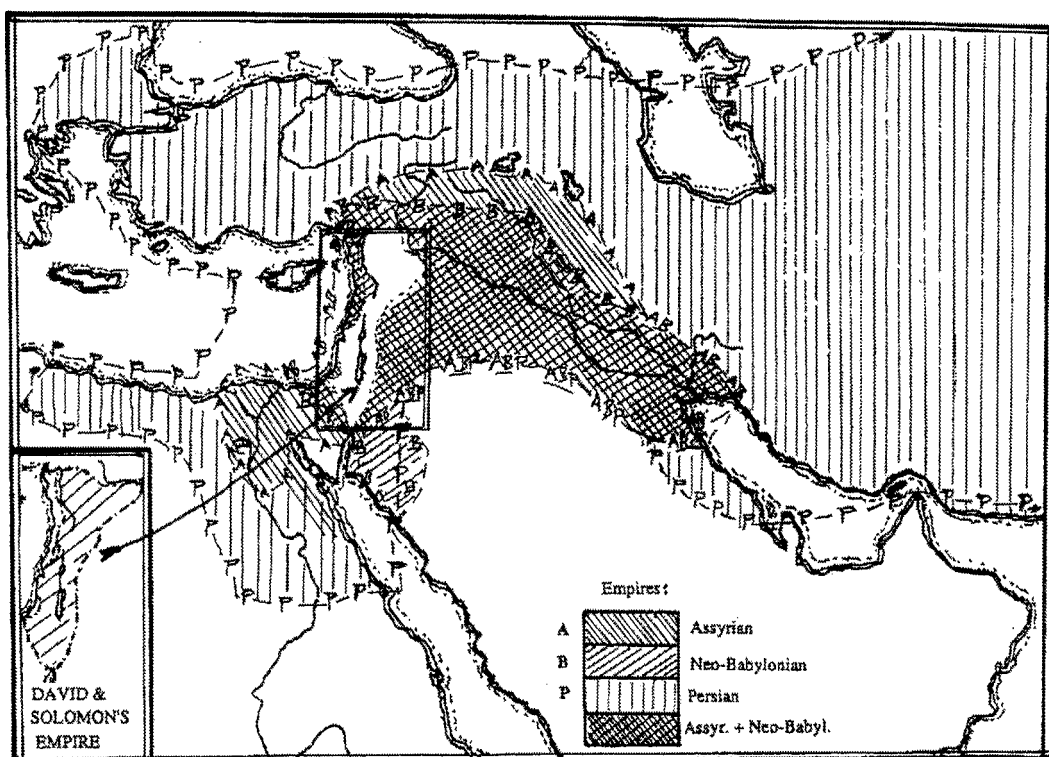 Empires :
A Assyrian
B Neo-Babylonian
P Persian
Assyr. + Neo-Babyl.
DAVID &
SOLOMON'S
EMPIRE